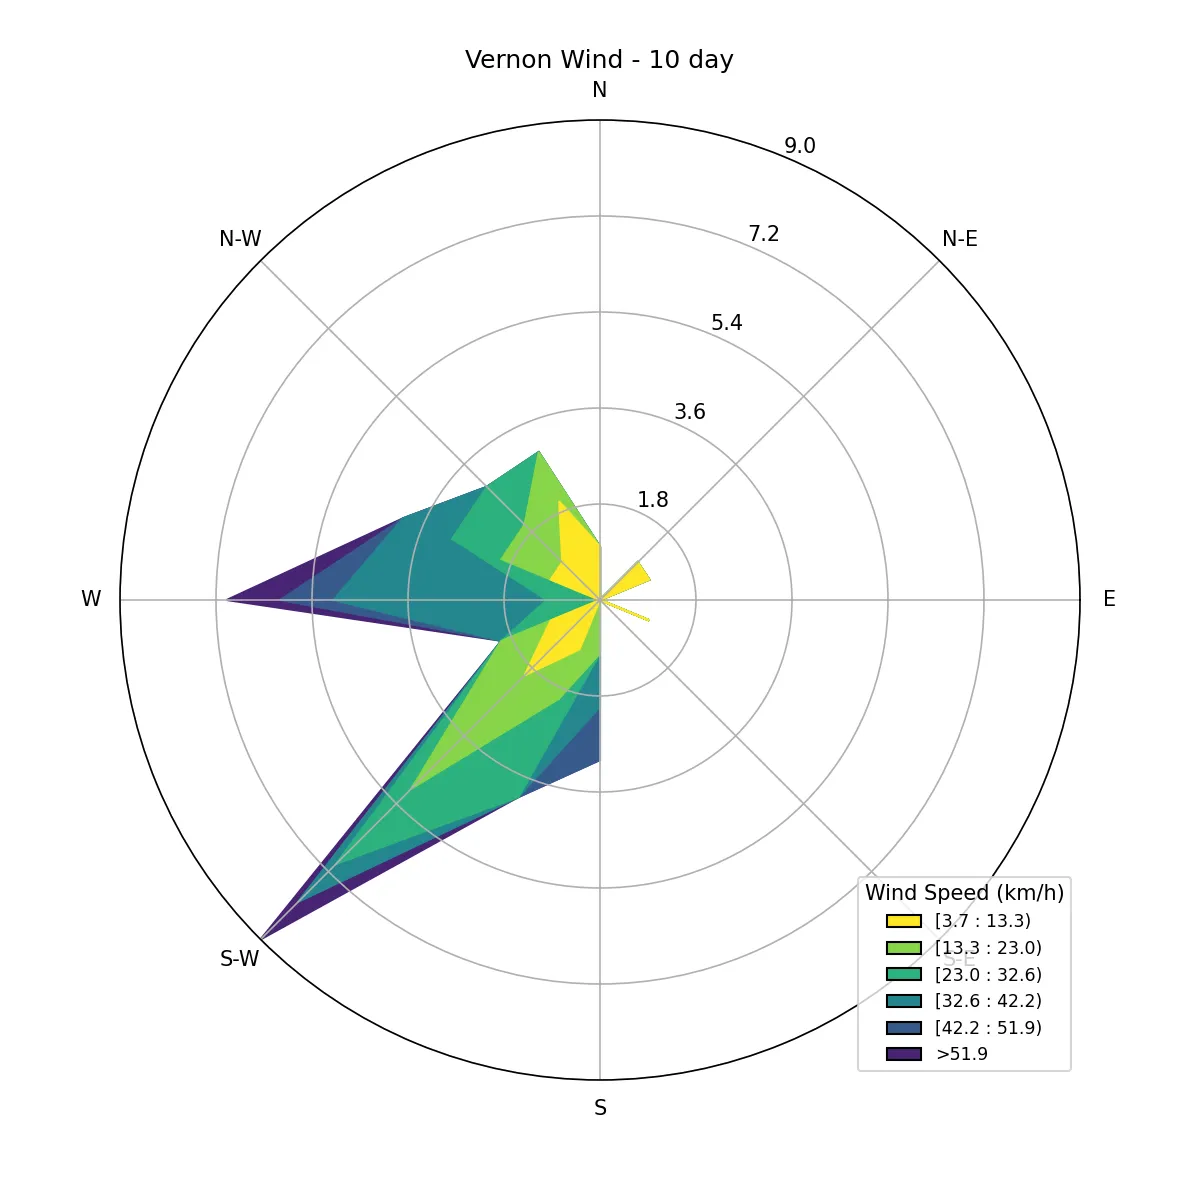 Vernon Wind - 10 day
N
9.0
N-W
N-E
7.2
5.4
3.6
1.8
W
E
S-W
S-E
S
Wind Speed (km/h)
[3.7 : 13.3)
[13.3 : 23.0)
[23.0 : 32.6)
[32.6 : 42.2)
[42.2 : 51.9)
>51.9